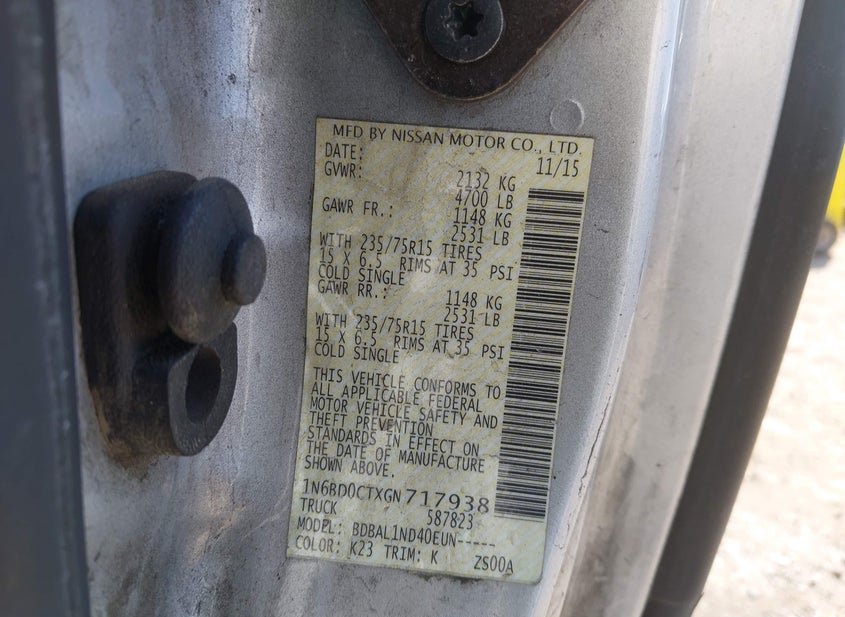 MFD BY NISSAN MOTOR CO., LTD.
DATE: 11/15
GVWR: 2132 KG
4700 LB
GAWR FR.: 1148 KG
2531 LB
WITH 235/75R15 TIRES
15 X 6.5 RIMS AT 35 PSI
COLD SINGLE
GAWR RR.: 1148 KG
2531 LB
WITH 235/75R15 TIRES
15 X 6.5 RIMS AT 35 PSI
COLD SINGLE
THIS VEHICLE CONFORMS TO
ALL APPLICABLE FEDERAL
MOTOR VEHICLE SAFETY AND
THEFT PREVENTION
STANDARDS IN EFFECT ON
THE DATE OF MANUFACTURE
SHOWN ABOVE.
1N6BD0CTXGN717938
TRUCK 587823
MODEL: BDBAL1ND40EUN-----
COLOR: K23 TRIM: K ZS00A